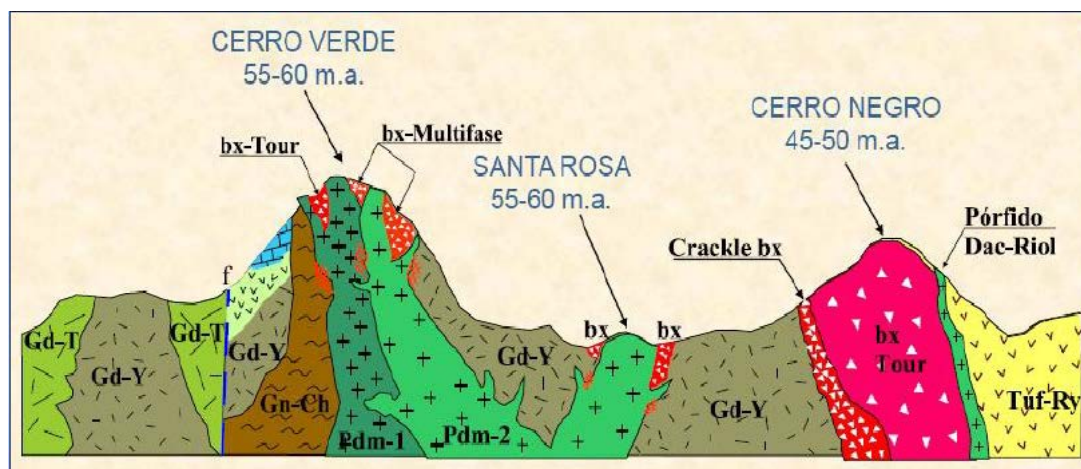 CERRO VERDE
55-60 m.a.
bx-Tour
bx-Multifase
SANTA ROSA
55-60 m.a.
CERRO NEGRO
45-50 m.a.
Crackle bx
Pórfido
Dac-Riol
f
Gd-T
Gd-Y
Gd-T
Gd-Y
Gn-Ch
Pdm-1
Pdm-2
Gd-Y
bx
bx
Gd-Y
bx
Tour
Tuf-Ry